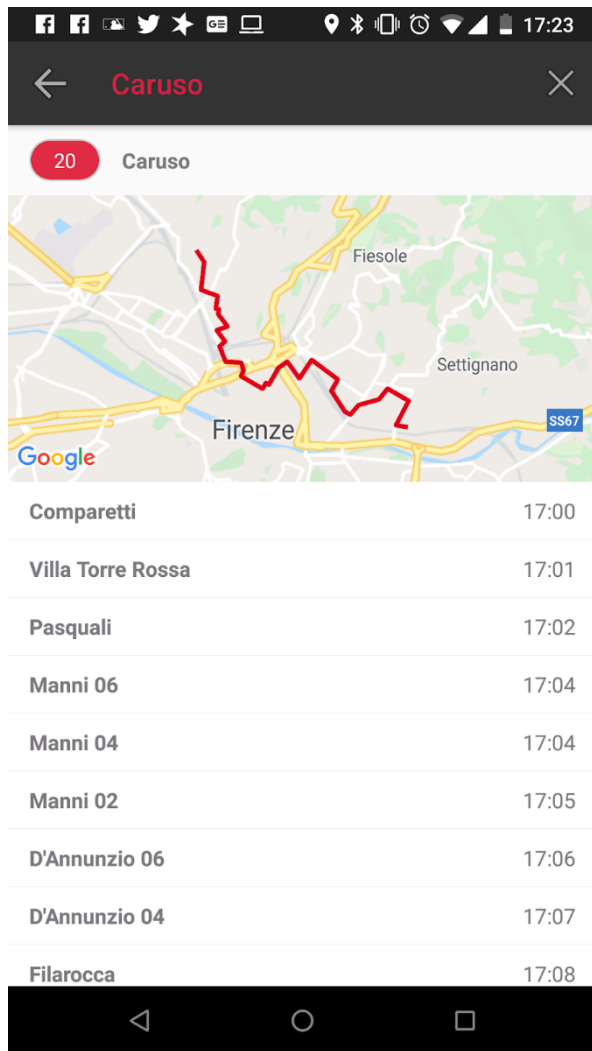 GE 17:23
Caruso
20 Caruso
Fiesole
Settignano
Firenze
SS67
Google
Comparetti 17:00
Villa Torre Rossa 17:01
Pasquali 17:02
Manni 06 17:04
Manni 04 17:04
Manni 02 17:05
D'Annunzio 06 17:06
D'Annunzio 04 17:07
Filarocca 17:08